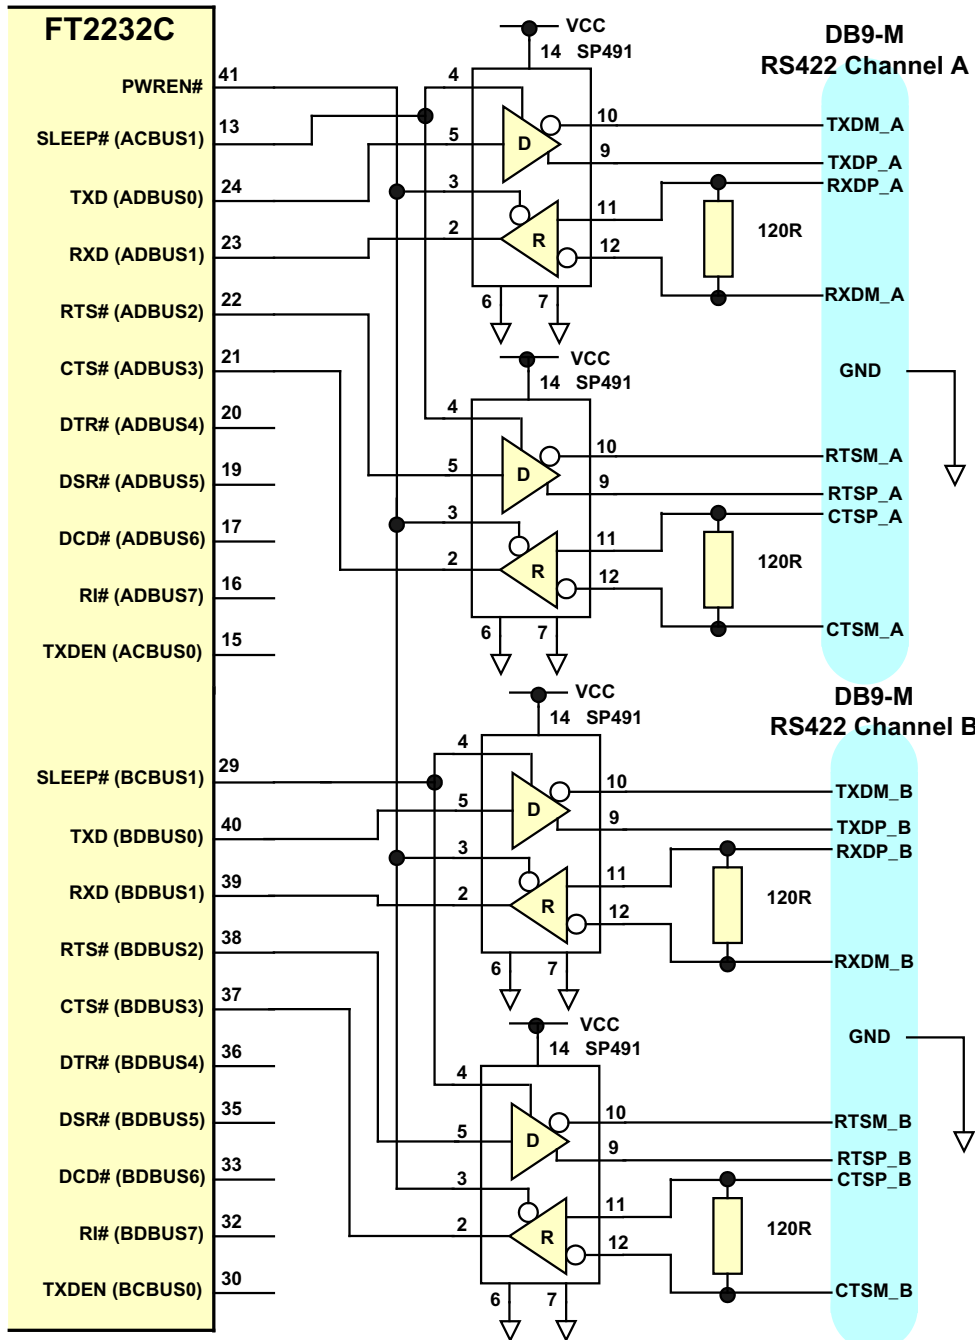 FT2232C
PWREN# 41
SLEEP# (ACBUS1) 13
TXD (ADBUS0) 24
RXD (ADBUS1) 23
RTS# (ADBUS2) 22
CTS# (ADBUS3) 21
DTR# (ADBUS4) 20
DSR# (ADBUS5) 19
DCD# (ADBUS6) 17
RI# (ADBUS7) 16
TXDEN (ACBUS0) 15
SLEEP# (BCBUS1) 29
TXD (BDBUS0) 40
RXD (BDBUS1) 39
RTS# (BDBUS2) 38
CTS# (BDBUS3) 37
DTR# (BDBUS4) 36
DSR# (BDBUS5) 35
DCD# (BDBUS6) 33
RI# (BDBUS7) 32
TXDEN (BCBUS0) 30
VCC
14 SP491
4
5 D 10
9
3
11
2 R 12
6 7
VCC
14 SP491
4
5 D 10
9
3
11
2 R 12
6 7
VCC
14 SP491
4
5 D 10
9
3
11
2 R 12
6 7
VCC
14 SP491
4
5 D 10
9
3
11
2 R 12
6 7
DB9-M
RS422 Channel A
TXDM_A
TXDP_A
RXDP_A
120R
RXDM_A
GND
RTSM_A
RTSP_A
CTSP_A
120R
CTSM_A
DB9-M
RS422 Channel B
TXDM_B
TXDP_B
RXDP_B
120R
RXDM_B
GND
RTSM_B
RTSP_B
CTSP_B
120R
CTSM_B